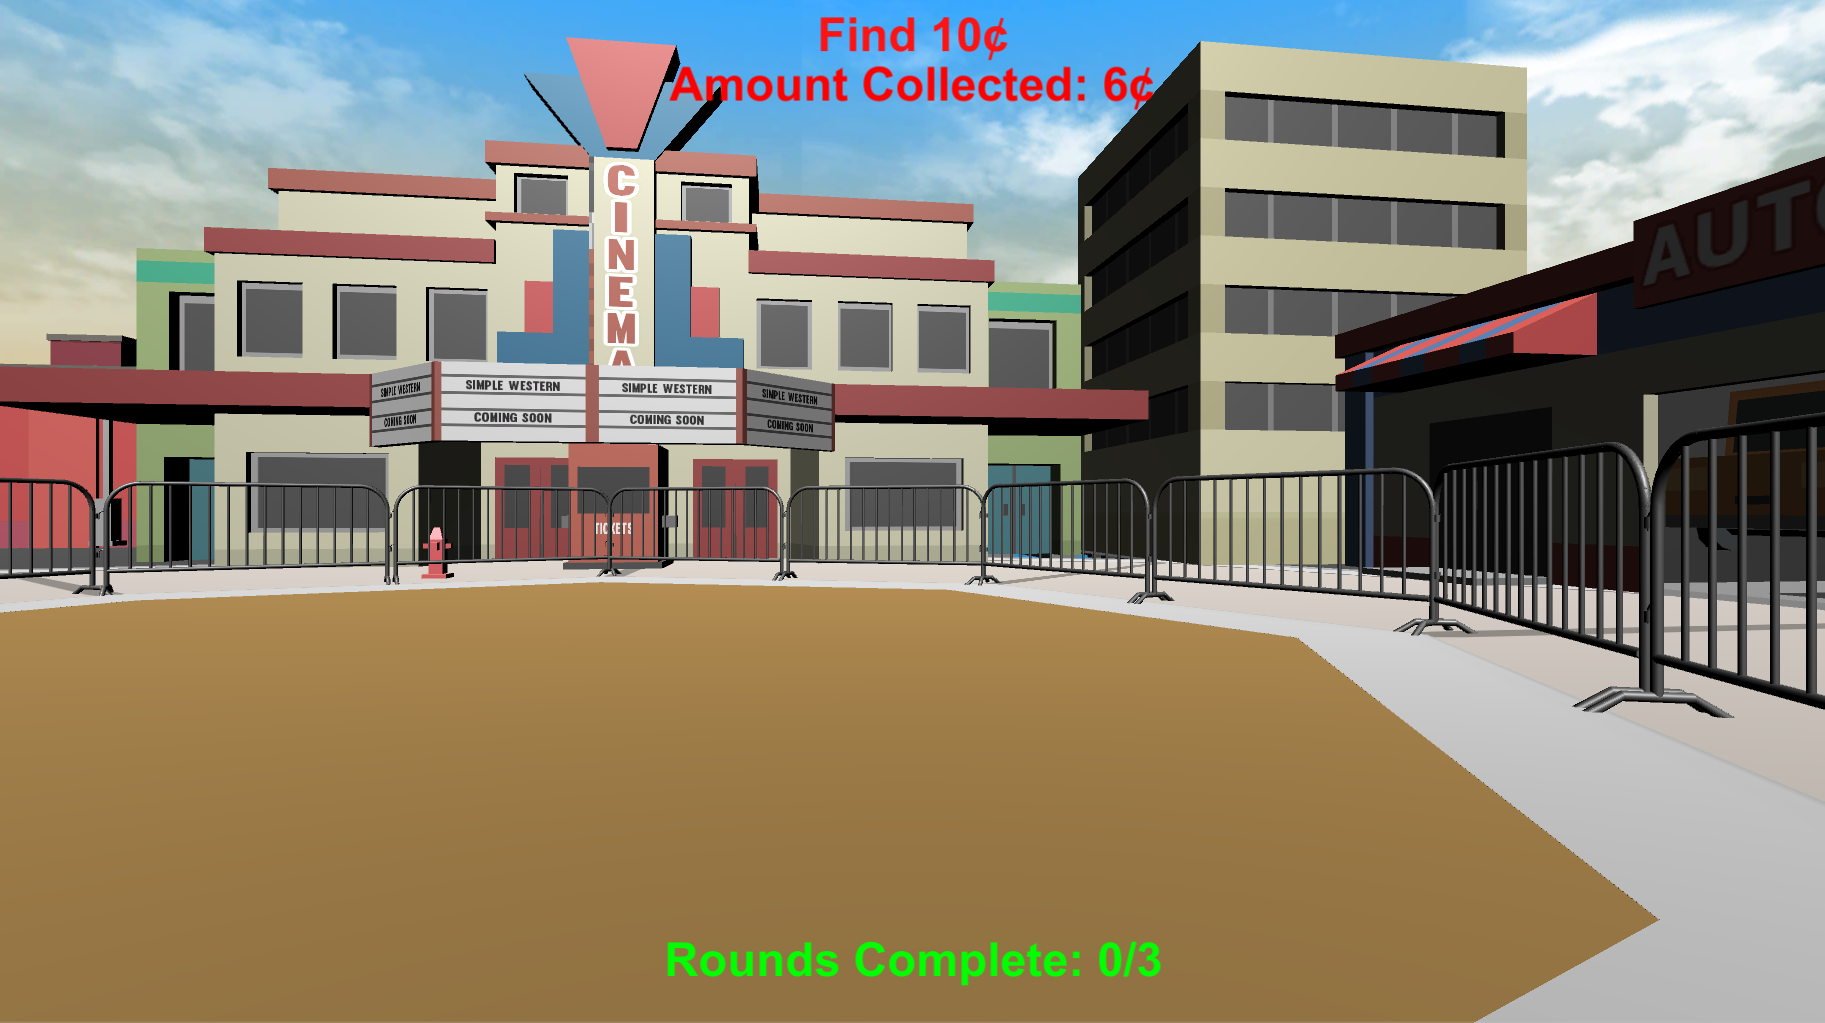 Find 10¢
Amount Collected: 6¢
CINEMA
AUTO
SIMPLE WESTERN
SIMPLE WESTERN
SIMPLE WESTERN
SIMPLE WESTERN
COMING SOON
COMING SOON
COMING SOON
COMING SOON
TICKETS
Rounds Complete: 0/3